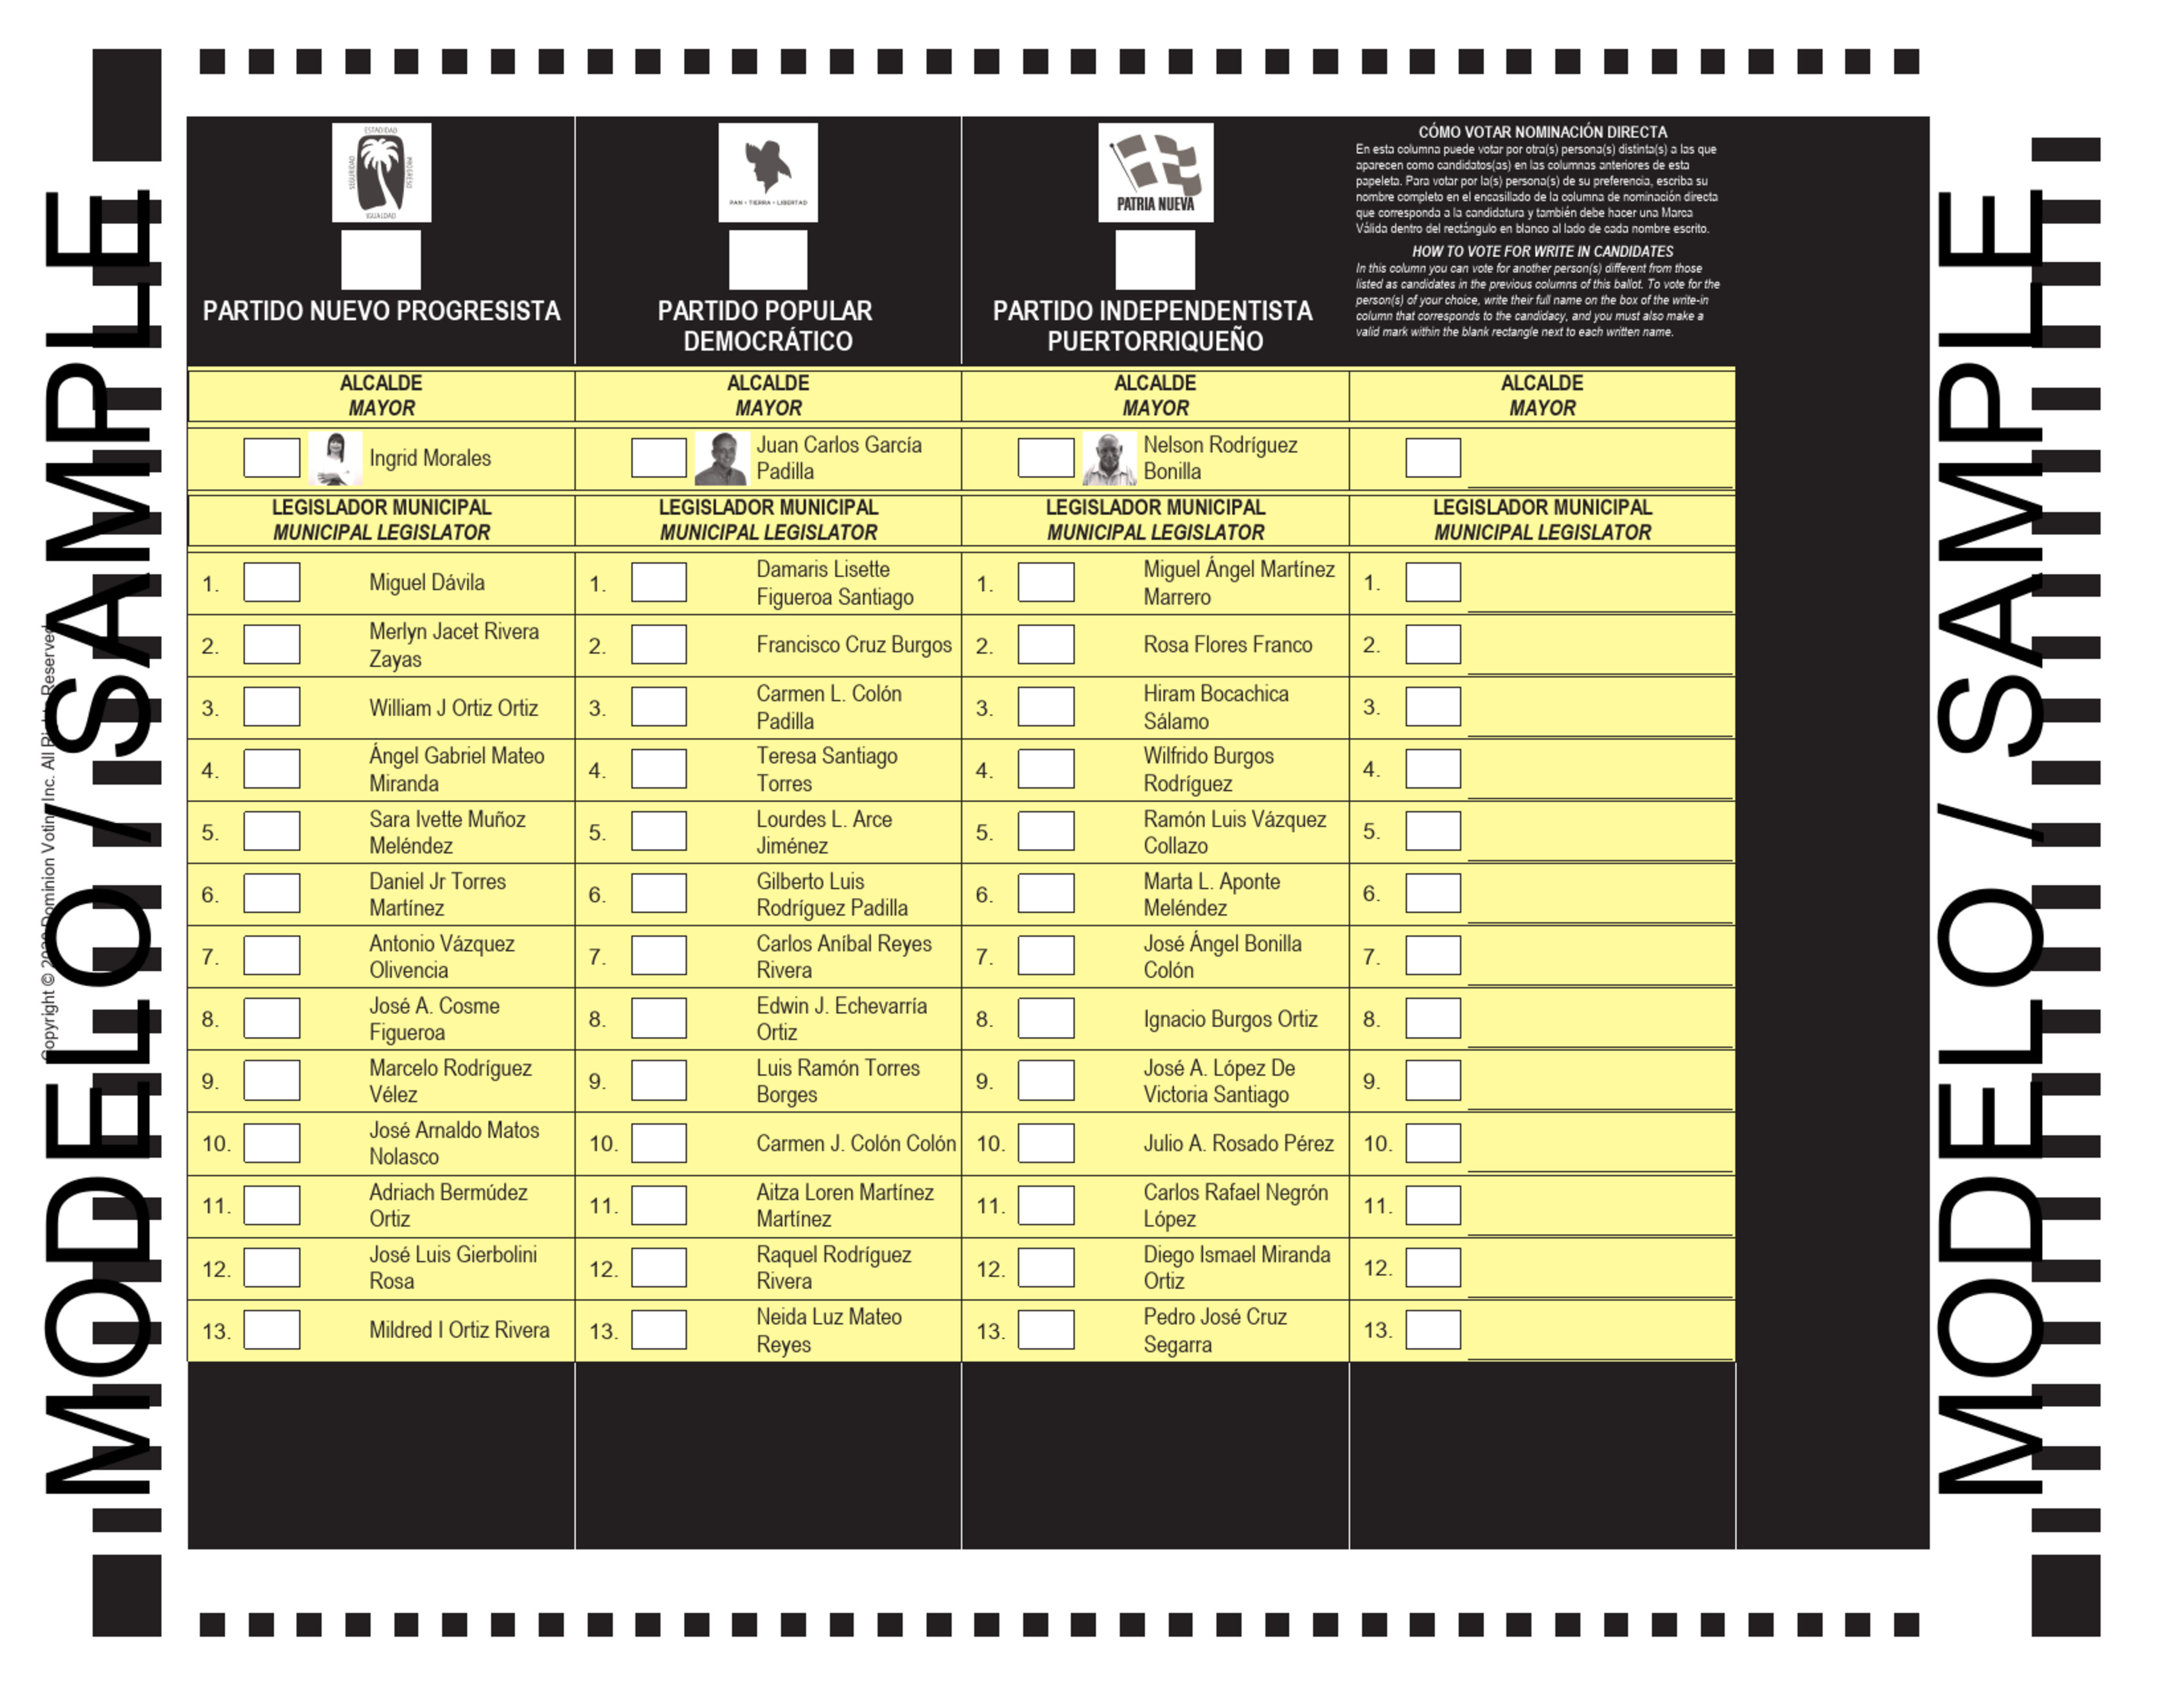 MODELO / SAMPLE
ESTADIDAD
SEGURIDAD
PROGRESO
IGUALDAD
PARTIDO NUEVO PROGRESISTA
PAN • TIERRA • LIBERTAD
PARTIDO POPULAR
DEMOCRÁTICO
PATRIA NUEVA
PARTIDO INDEPENDENTISTA
PUERTORRIQUEÑO
CÓMO VOTAR NOMINACIÓN DIRECTA
En esta columna puede votar por otra(s) persona(s) distinta(s) a las que
aparecen como candidatos(as) en las columnas anteriores de esta
papeleta. Para votar por la(s) persona(s) de su preferencia, escriba su
nombre completo en el encasillado de la columna de nominación directa
que corresponda a la candidatura y también debe hacer una Marca
Válida dentro del rectángulo en blanco al lado de cada nombre escrito.
HOW TO VOTE FOR WRITE IN CANDIDATES
In this column you can vote for another person(s) different from those
listed as candidates in the previous columns of this ballot. To vote for the
person(s) of your choice, write their full name on the box of the write-in
column that corresponds to the candidacy, and you must also make a
valid mark within the blank rectangle next to each written name.
ALCALDE
MAYOR
Ingrid Morales
LEGISLADOR MUNICIPAL
MUNICIPAL LEGISLATOR
1. Miguel Dávila
2. Merlyn Jacet Rivera
Zayas
3. William J Ortiz Ortiz
4. Ángel Gabriel Mateo
Miranda
5. Sara Ivette Muñoz
Meléndez
6. Daniel Jr Torres
Martínez
7. Antonio Vázquez
Olivencia
8. José A. Cosme
Figueroa
9. Marcelo Rodríguez
Vélez
10. José Arnaldo Matos
Nolasco
11. Adriach Bermúdez
Ortiz
12. José Luis Gierbolini
Rosa
13. Mildred I Ortiz Rivera
ALCALDE
MAYOR
Juan Carlos García
Padilla
LEGISLADOR MUNICIPAL
MUNICIPAL LEGISLATOR
1. Damaris Lisette
Figueroa Santiago
2. Francisco Cruz Burgos
3. Carmen L. Colón
Padilla
4. Teresa Santiago
Torres
5. Lourdes L. Arce
Jiménez
6. Gilberto Luis
Rodríguez Padilla
7. Carlos Aníbal Reyes
Rivera
8. Edwin J. Echevarría
Ortiz
9. Luis Ramón Torres
Borges
10. Carmen J. Colón Colón
11. Aitza Loren Martínez
Martínez
12. Raquel Rodríguez
Rivera
13. Neida Luz Mateo
Reyes
ALCALDE
MAYOR
Nelson Rodríguez
Bonilla
LEGISLADOR MUNICIPAL
MUNICIPAL LEGISLATOR
1. Miguel Ángel Martínez
Marrero
2. Rosa Flores Franco
3. Hiram Bocachica
Sálamo
4. Wilfrido Burgos
Rodríguez
5. Ramón Luis Vázquez
Collazo
6. Marta L. Aponte
Meléndez
7. José Ángel Bonilla
Colón
8. Ignacio Burgos Ortiz
9. José A. López De
Victoria Santiago
10. Julio A. Rosado Pérez
11. Carlos Rafael Negrón
López
12. Diego Ismael Miranda
Ortiz
13. Pedro José Cruz
Segarra
ALCALDE
MAYOR
LEGISLADOR MUNICIPAL
MUNICIPAL LEGISLATOR
1.
2.
3.
4.
5.
6.
7.
8.
9.
10.
11.
12.
13.
Copyright © 2020 Dominion Voting Inc. All Rights Reserved
MODELO / SAMPLE